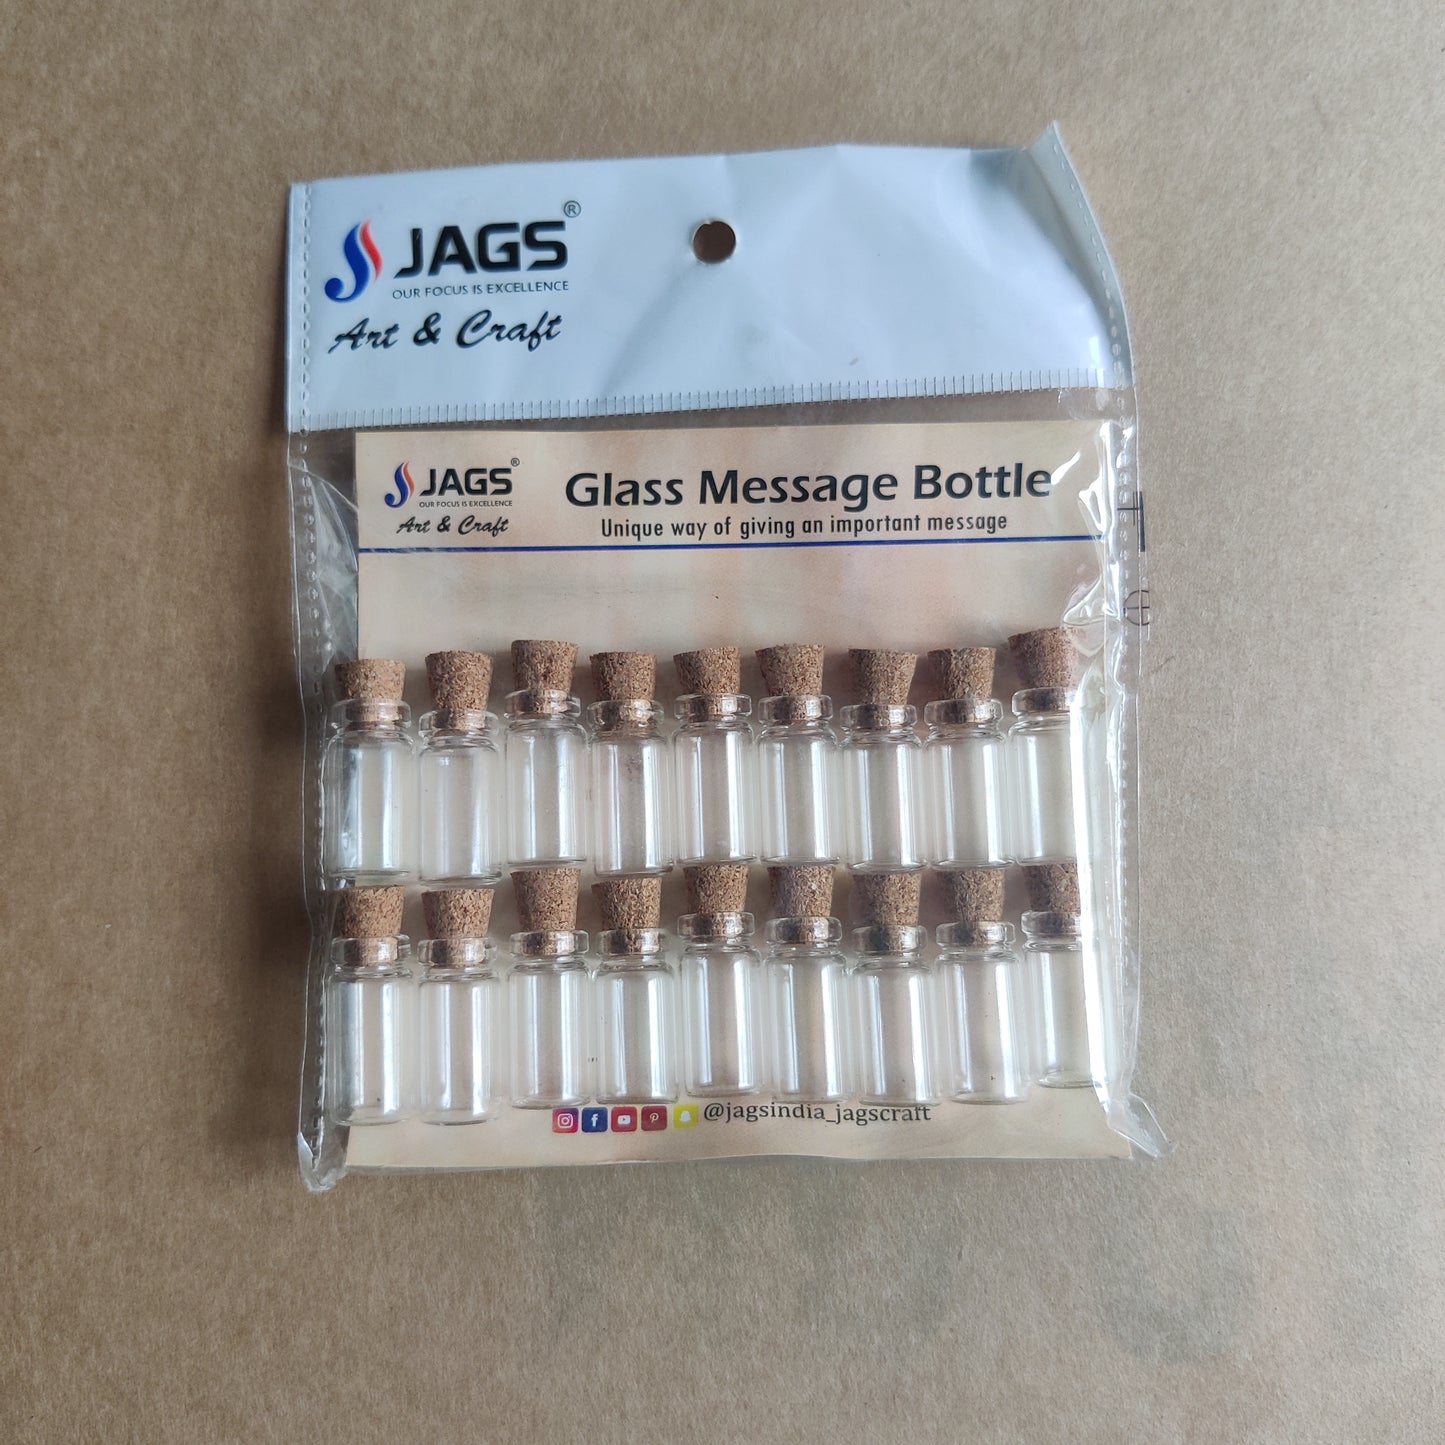 JAGS®
OUR FOCUS IS EXCELLENCE
Art & Craft
JAGS®
OUR FOCUS IS EXCELLENCE
Art & Craft
Glass Message Bottle
Unique way of giving an important message
@jagsindia_jagscraft